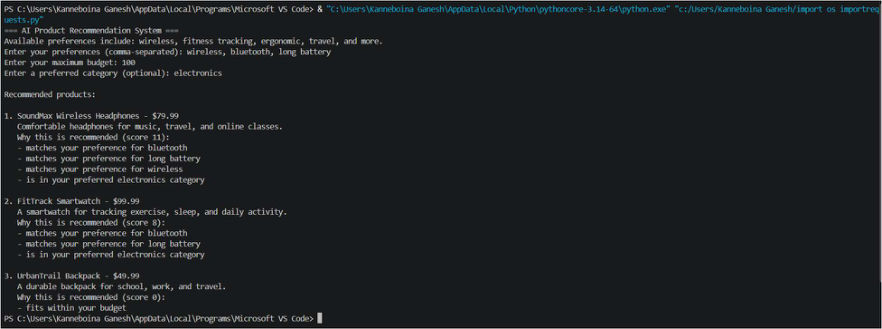 PS C:\Users\Kanneboina Ganesh\AppData\Local\Programs\Microsoft VS Code> & "C:\Users\Kanneboina Ganesh\AppData\Local\Python\pythoncore-3.14-64\python.exe" "c:/Users/Kanneboina Ganesh/import os importreq
uests.py"
=== AI Product Recommendation System ===
Available preferences include: wireless, fitness tracking, ergonomic, travel, and more.
Enter your preferences (comma-separated): wireless, bluetooth, long battery
Enter your maximum budget: 100
Enter a preferred category (optional): electronics
Recommended products:
1. SoundMax Wireless Headphones - $79.99
Comfortable headphones for music, travel, and online classes.
Why this is recommended (score 11):
- matches your preference for bluetooth
- matches your preference for long battery
- matches your preference for wireless
- is in your preferred electronics category
2. FitTrack Smartwatch - $99.99
A smartwatch for tracking exercise, sleep, and daily activity.
Why this is recommended (score 8):
- matches your preference for bluetooth
- matches your preference for long battery
- is in your preferred electronics category
3. UrbanTrail Backpack - $49.99
A durable backpack for school, work, and travel.
Why this is recommended (score 0):
- fits within your budget
PS C:\Users\Kanneboina Ganesh\AppData\Local\Programs\Microsoft VS Code>